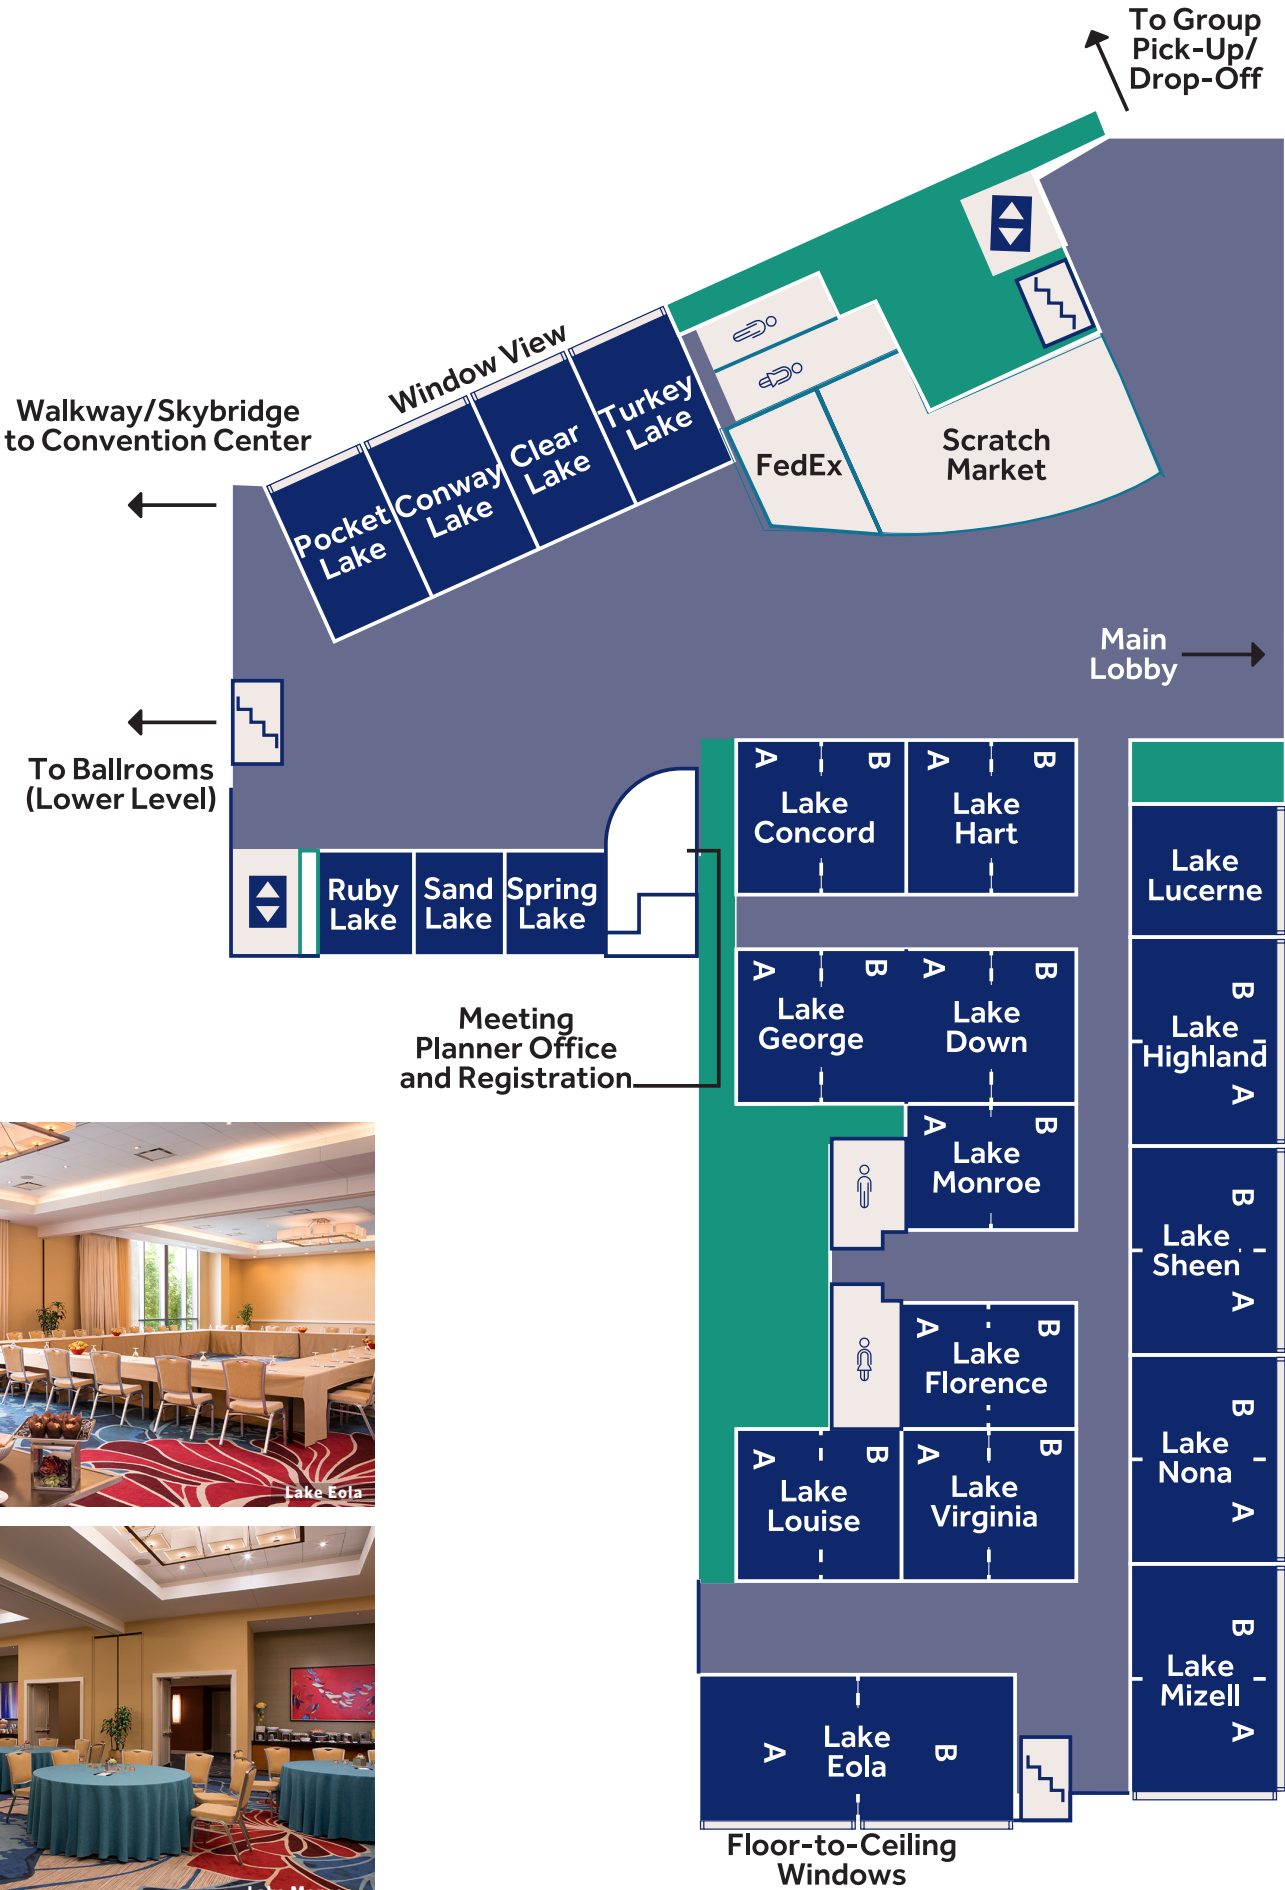 To Group
Pick-Up/
Drop-Off
Window View
Walkway/Skybridge
to Convention Center
Turkey
Lake
Clear
Lake
Conway
Lake
Pocket
Lake
FedEx
Scratch
Market
Main
Lobby
To Ballrooms
(Lower Level)
A
B
Lake
Concord
A
B
Lake
Hart
Lake
Lucerne
Ruby
Lake
Sand
Lake
Spring
Lake
A
B
Lake
George
A
B
Lake
Down
B
Lake
Highland
A
Meeting
Planner Office
and Registration
A
B
Lake
Monroe
B
Lake
Sheen
A
A
B
Lake
Florence
B
Lake
Nona
A
A
B
Lake
Louise
A
B
Lake
Virginia
Lake Eola
B
Lake
Mizell
A
A
Lake
Eola
B
Floor-to-Ceiling
Windows